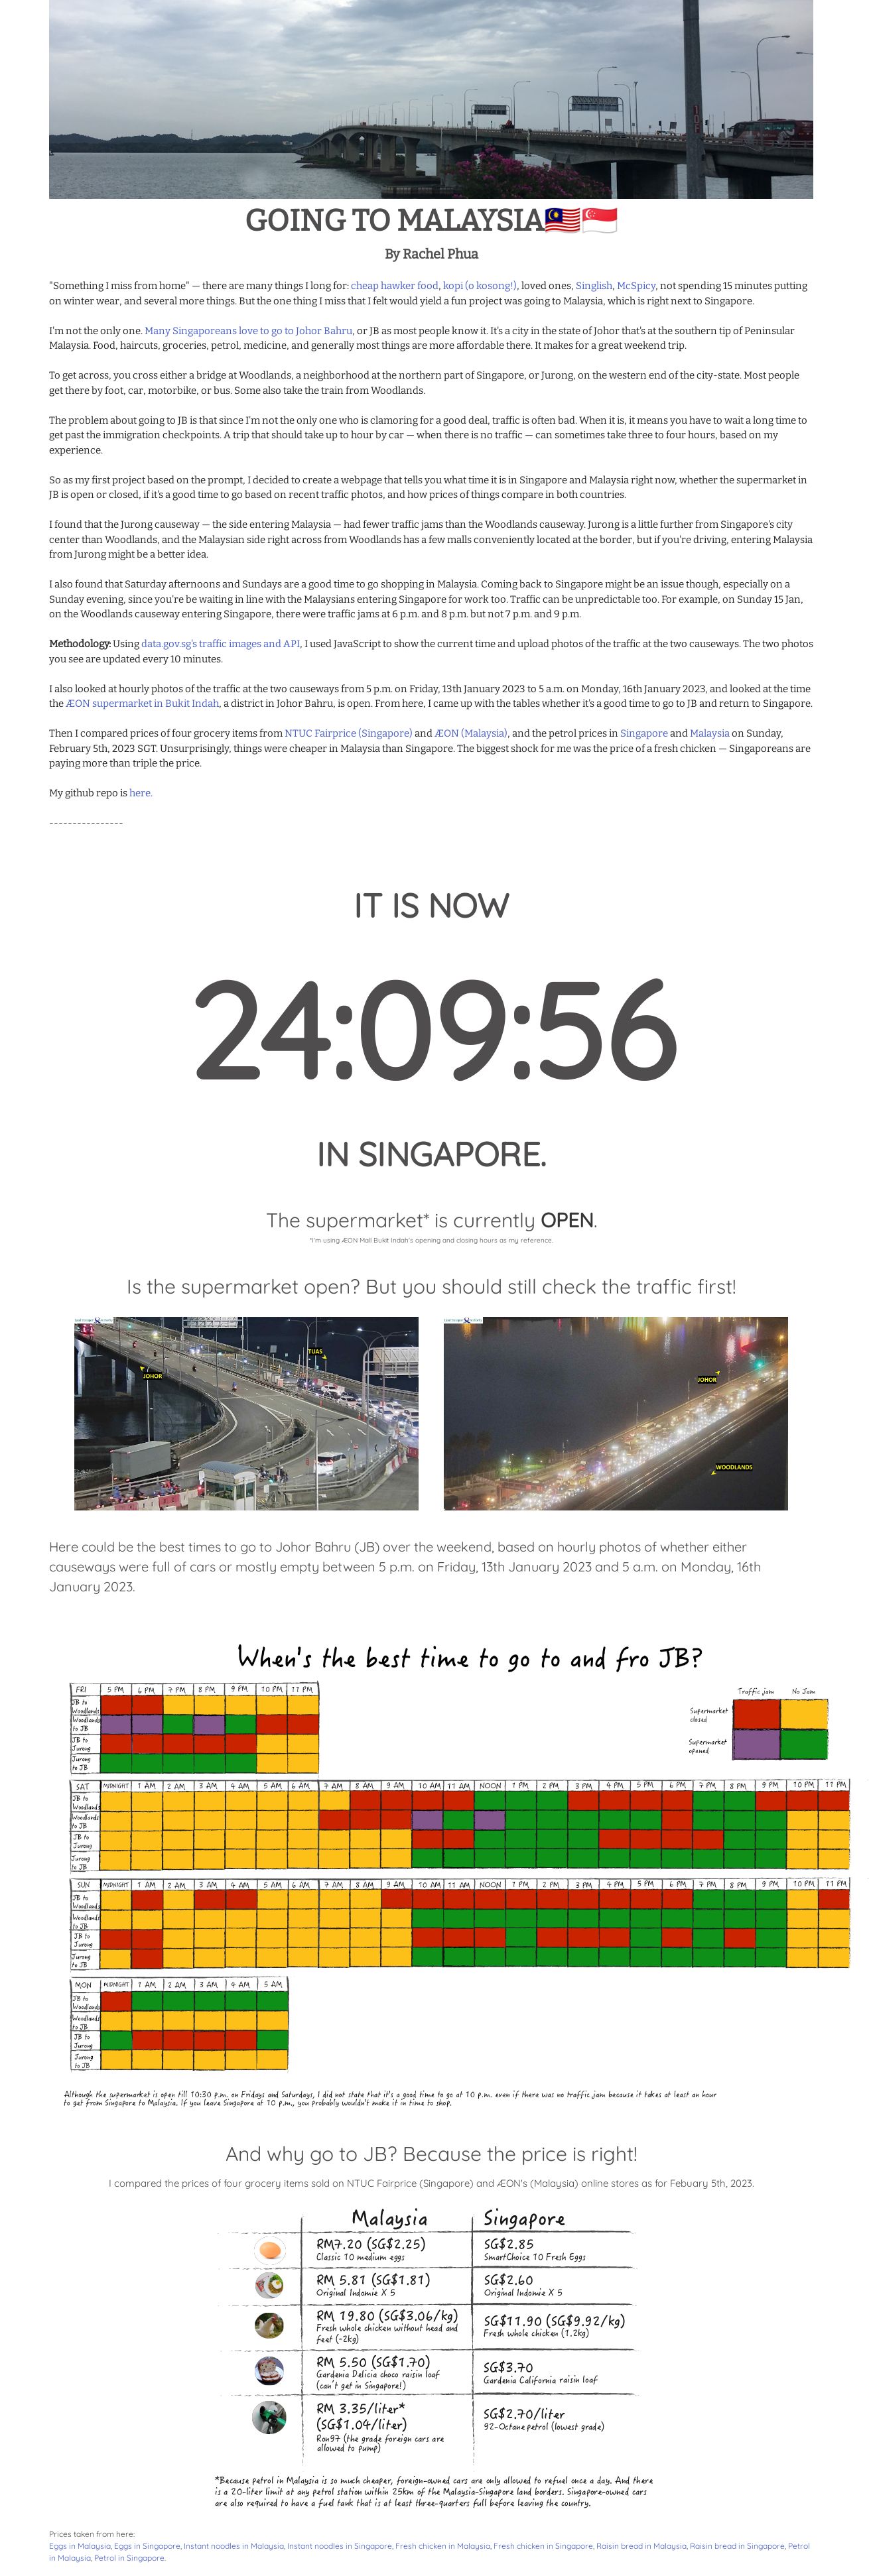 GOING TO MALAYSIA🇲🇾🇸🇬
By Rachel Phua
"Something I miss from home" — there are many things I long for: cheap hawker food, kopi (o kosong!), loved ones, Singlish, McSpicy, not spending 15 minutes putting
on winter wear, and several more things. But the one thing I miss that I felt would yield a fun project was going to Malaysia, which is right next to Singapore.
I'm not the only one. Many Singaporeans love to go to Johor Bahru, or JB as most people know it. It's a city in the state of Johor that's at the southern tip of Peninsular
Malaysia. Food, haircuts, groceries, petrol, medicine, and generally most things are more affordable there. It makes for a great weekend trip.
To get across, you cross either a bridge at Woodlands, a neighborhood at the northern part of Singapore, or Jurong, on the western end of the city-state. Most people
get there by foot, car, motorbike, or bus. Some also take the train from Woodlands.
The problem about going to JB is that since I'm not the only one who is clamoring for a good deal, traffic is often bad. When it is, it means you have to wait a long time to
get past the immigration checkpoints. A trip that should take up to hour by car — when there is no traffic — can sometimes take three to four hours, based on my
experience.
So as my first project based on the prompt, I decided to create a webpage that tells you what time it is in Singapore and Malaysia right now, whether the supermarket in
JB is open or closed, if it's a good time to go based on recent traffic photos, and how prices of things compare in both countries.
I found that the Jurong causeway — the side entering Malaysia — had fewer traffic jams than the Woodlands causeway. Jurong is a little further from Singapore's city
center than Woodlands, and the Malaysian side right across from Woodlands has a few malls conveniently located at the border, but if you're driving, entering Malaysia
from Jurong might be a better idea.
I also found that Saturday afternoons and Sundays are a good time to go shopping in Malaysia. Coming back to Singapore might be an issue though, especially on a
Sunday evening, since you're be waiting in line with the Malaysians entering Singapore for work too. Traffic can be unpredictable too. For example, on Sunday 15 Jan,
on the Woodlands causeway entering Singapore, there were traffic jams at 6 p.m. and 8 p.m. but not 7 p.m. and 9 p.m.
Methodology: Using data.gov.sg's traffic images and API, I used JavaScript to show the current time and upload photos of the traffic at the two causeways. The two photos
you see are updated every 10 minutes.
I also looked at hourly photos of the traffic at the two causeways from 5 p.m. on Friday, 13th January 2023 to 5 a.m. on Monday, 16th January 2023, and looked at the time
the ÆON supermarket in Bukit Indah, a district in Johor Bahru, is open. From here, I came up with the tables whether it's a good time to go to JB and return to Singapore.
Then I compared prices of four grocery items from NTUC Fairprice (Singapore) and ÆON (Malaysia), and the petrol prices in Singapore and Malaysia on Sunday,
February 5th, 2023 SGT. Unsurprisingly, things were cheaper in Malaysia than Singapore. The biggest shock for me was the price of a fresh chicken — Singaporeans are
paying more than triple the price.
My github repo is here.
----------------
IT IS NOW
24:09:56
IN SINGAPORE.
The supermarket* is currently OPEN.
*I'm using ÆON Mall Bukit Indah's opening and closing hours as my reference.
Is the supermarket open? But you should still check the traffic first!
TUAS
JOHOR
JOHOR
WOODLANDS
Here could be the best times to go to Johor Bahru (JB) over the weekend, based on hourly photos of whether either
causeways were full of cars or mostly empty between 5 p.m. on Friday, 13th January 2023 and 5 a.m. on Monday, 16th
January 2023.
When's the best time to go to and fro JB?
Traffic jam No Jam
Supermarket closed
Supermarket opened
FRI 5 PM 6 PM 7 PM 8 PM 9 PM 10 PM 11 PM
JB to Woodlands
Woodlands to JB
JB to Jurong
Jurong to JB
SAT MIDNIGHT 1 AM 2 AM 3 AM 4 AM 5 AM 6 AM 7 AM 8 AM 9 AM 10 AM 11 AM NOON 1 PM 2 PM 3 PM 4 PM 5 PM 6 PM 7 PM 8 PM 9 PM 10 PM 11 PM
JB to Woodlands
Woodlands to JB
JB to Jurong
Jurong to JB
SUN MIDNIGHT 1 AM 2 AM 3 AM 4 AM 5 AM 6 AM 7 AM 8 AM 9 AM 10 AM 11 AM NOON 1 PM 2 PM 3 PM 4 PM 5 PM 6 PM 7 PM 8 PM 9 PM 10 PM 11 PM
JB to Woodlands
Woodlands to JB
JB to Jurong
Jurong to JB
MON MIDNIGHT 1 AM 2 AM 3 AM 4 AM 5 AM
JB to Woodlands
Woodlands to JB
JB to Jurong
Jurong to JB
Although the supermarket is open till 10:30 p.m. on Fridays and Saturdays, I did not state that it's a good time to go at 10 p.m. even if there was no traffic jam because it takes at least an hour
to get from Singapore to Malaysia. If you leave Singapore at 10 p.m., you probably wouldn't make it in time to shop.
And why go to JB? Because the price is right!
I compared the prices of four grocery items sold on NTUC Fairprice (Singapore) and ÆON's (Malaysia) online stores as for Febuary 5th, 2023.
Malaysia Singapore
RM7.20 (SG$2.25)
Classic 10 medium eggs
SG$2.85
SmartChoice 10 Fresh Eggs
RM 5.81 (SG$1.81)
Original Indomie X 5
SG$2.60
Original Indomie X 5
RM 19.80 (SG$3.06/kg)
Fresh whole chicken without head and
feet (~2kg)
SG$11.90 (SG$9.92/kg)
Fresh whole chicken (1.2kg)
RM 5.50 (SG$1.70)
Gardenia Delicia choco raisin loaf
(can't get in Singapore!)
SG$3.70
Gardenia California raisin loaf
RM 3.35/liter*
(SG$1.04/liter)
Ron97 (the grade foreign cars are
allowed to pump)
SG$2.70/liter
92-Octane petrol (lowest grade)
*Because petrol in Malaysia is so much cheaper, foreign-owned cars are only allowed to refuel once a day. And there
is a 20-liter limit at any petrol station within 25km of the Malaysia-Singapore land borders. Singapore-owned cars
are also required to have a fuel tank that is at least three-quarters full before leaving the country.
Prices taken from here:
Eggs in Malaysia, Eggs in Singapore, Instant noodles in Malaysia, Instant noodles in Singapore, Fresh chicken in Malaysia, Fresh chicken in Singapore, Raisin bread in Malaysia, Raisin bread in Singapore, Petrol
in Malaysia, Petrol in Singapore.